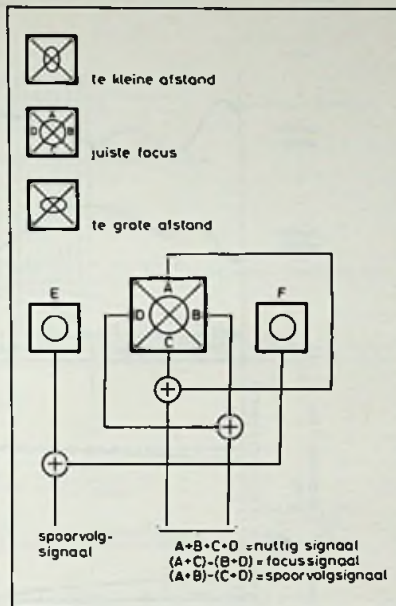 te kleine afstand
A
D B
C
juiste focus
te grote afstand
E
F
A
D B
C
+
+
+
spoorvolg-
signaal
A+B+C+D = nuttig signaal
(A+C)-(B+D) = focussignaal
(A+B)-(C+D) = spoorvolgsignaal